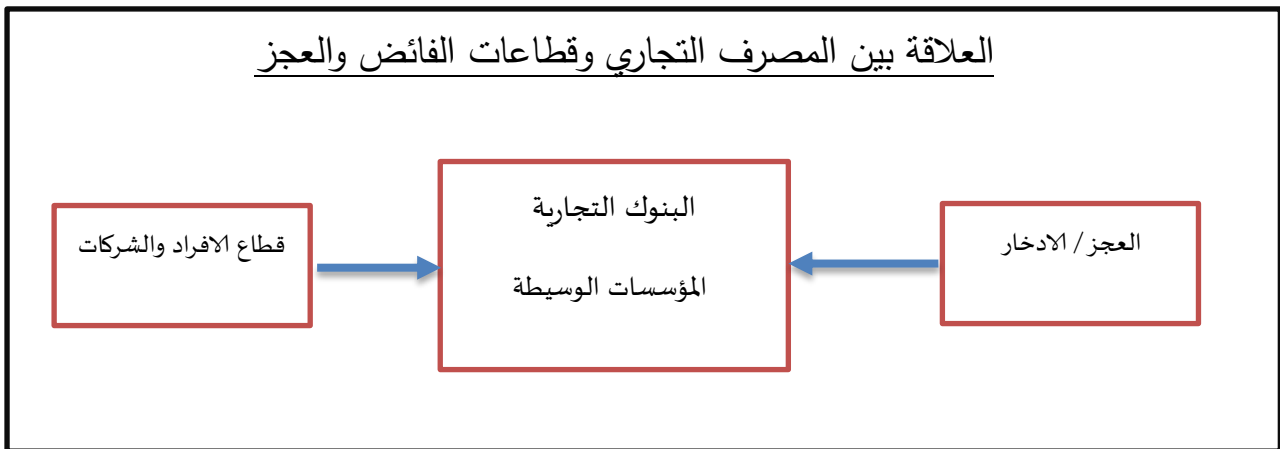 العلاقة بين المصرف التجاري وقطاعات الفائض والعجز
العجز/ الادخار
البنوك التجارية
المؤسسات الوسيطة
قطاع الافراد والشركات